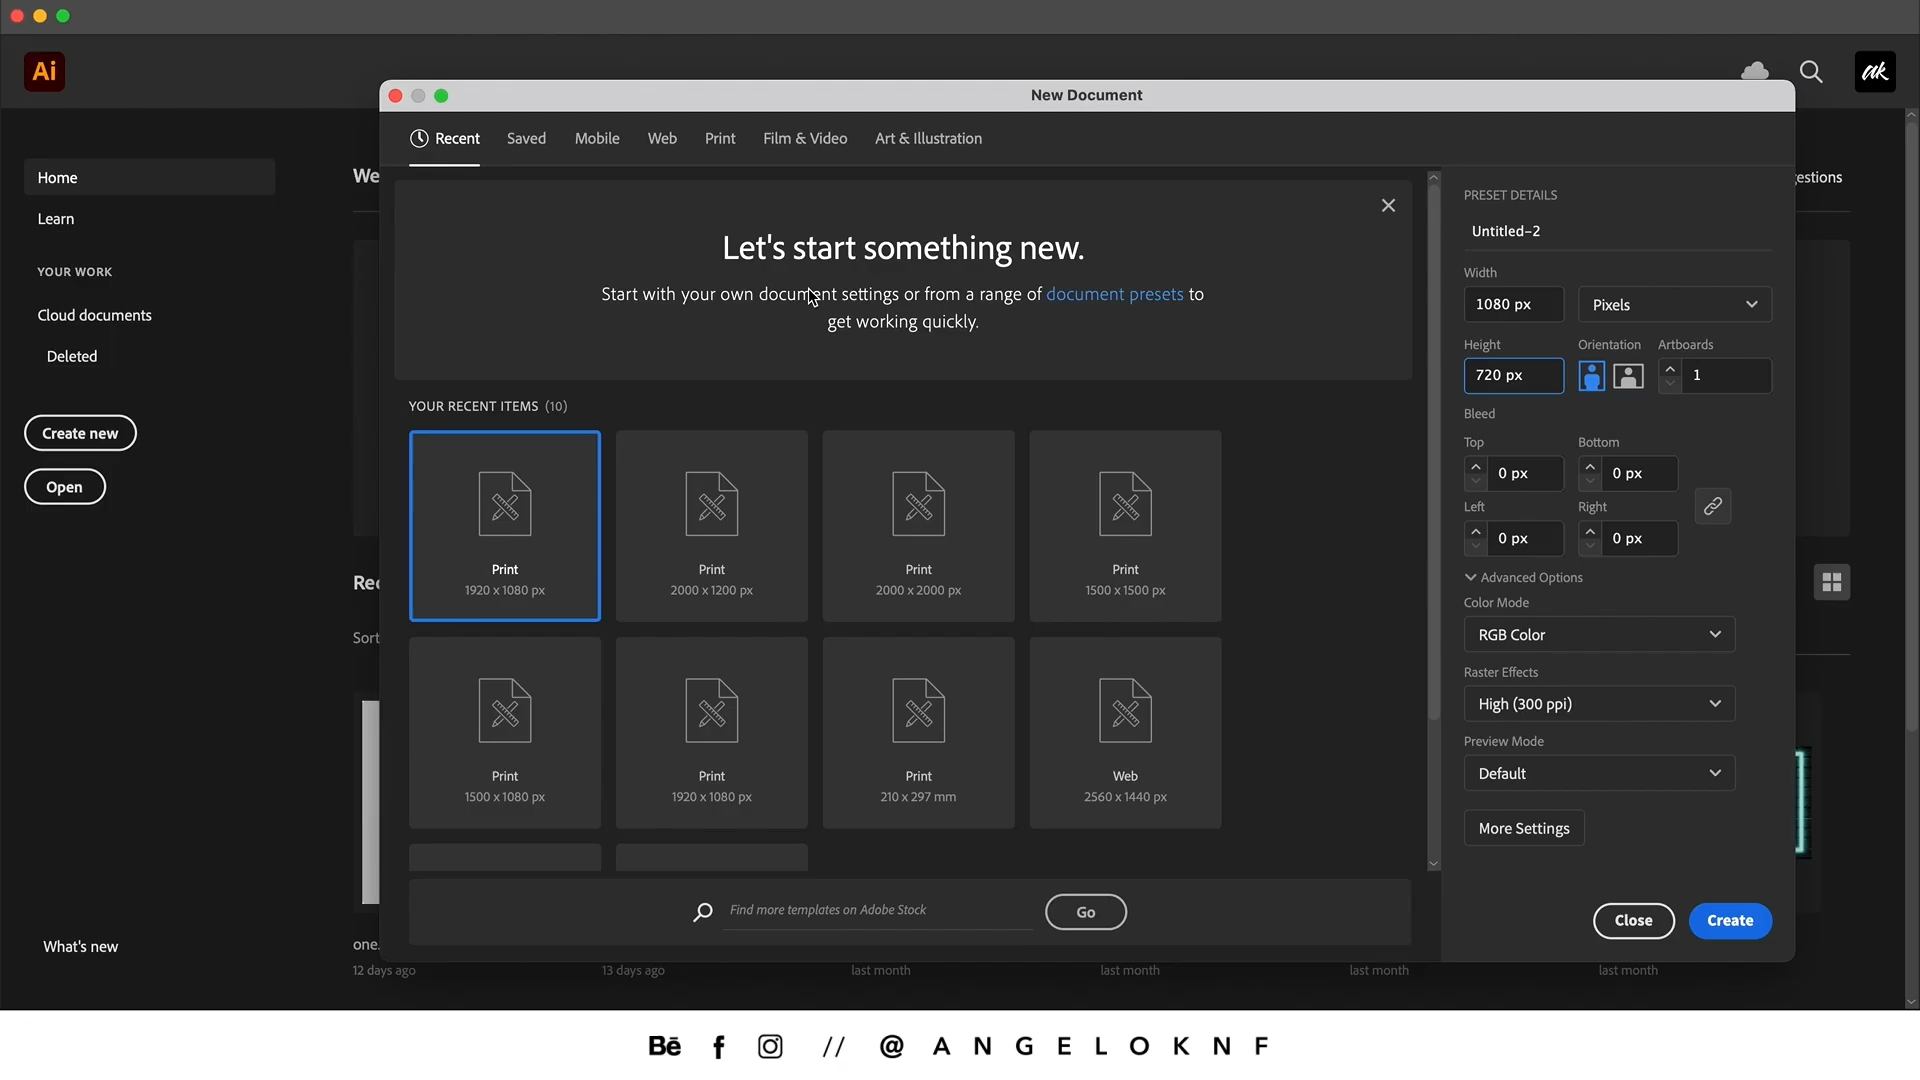 Ai
ak
New Document
Recent
Saved
Mobile
Web
Print
Film & Video
Art & Illustration
Home
Learn
YOUR WORK
Cloud documents
Deleted
Create new
Open
What's new
Let's start something new.
Start with your own document settings or from a range of document presets to
get working quickly.
YOUR RECENT ITEMS (10)
Print
1920 x 1080 px
Print
2000 x 1200 px
Print
2000 x 2000 px
Print
1500 x 1500 px
Print
1500 x 1080 px
Print
1920 x 1080 px
Print
210 x 297 mm
Web
2560 x 1440 px
Find more templates on Adobe Stock
Go
PRESET DETAILS
Untitled-2
Width
1080 px
Pixels
Height
Orientation
Artboards
720 px
1
Bleed
Top
Bottom
0 px
0 px
Left
Right
0 px
0 px
Advanced Options
Color Mode
RGB Color
Raster Effects
High (300 ppi)
Preview Mode
Default
More Settings
Close
Create
Sort
one.
12 days ago
13 days ago
last month
last month
last month
last month
Bē f // @ANGELOKNF